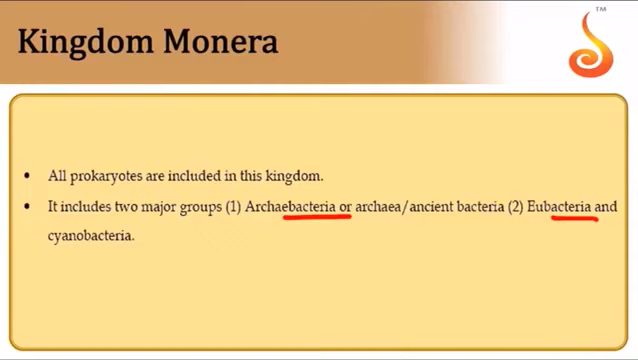 Kingdom Monera
TM
• All prokaryotes are included in this kingdom.
• It includes two major groups (1) Archaebacteria or archaea/ancient bacteria (2) Eubacteria and
cyanobacteria.